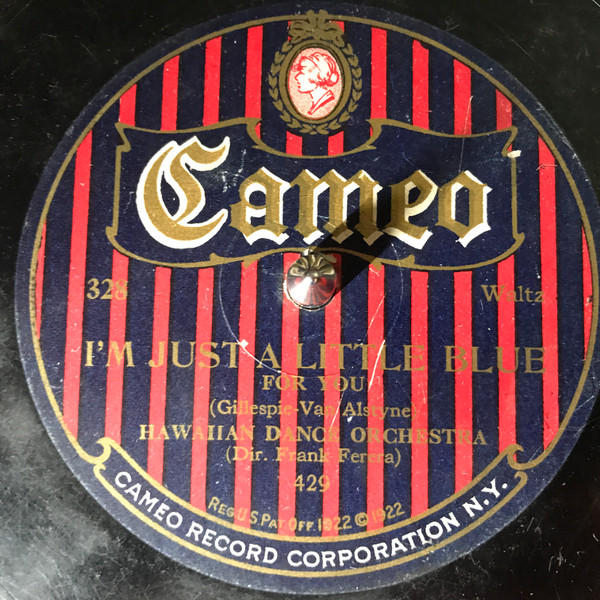 Cameo
328 Waltz
I'M JUST A LITTLE BLUE
FOR YOU
(Gillespie-Van Alstyne)
HAWAIIAN DANCE ORCHESTRA
(Dir. Frank Ferera)
429
REG U.S. PAT OFF 1922 © 1922
CAMEO RECORD CORPORATION N.Y.